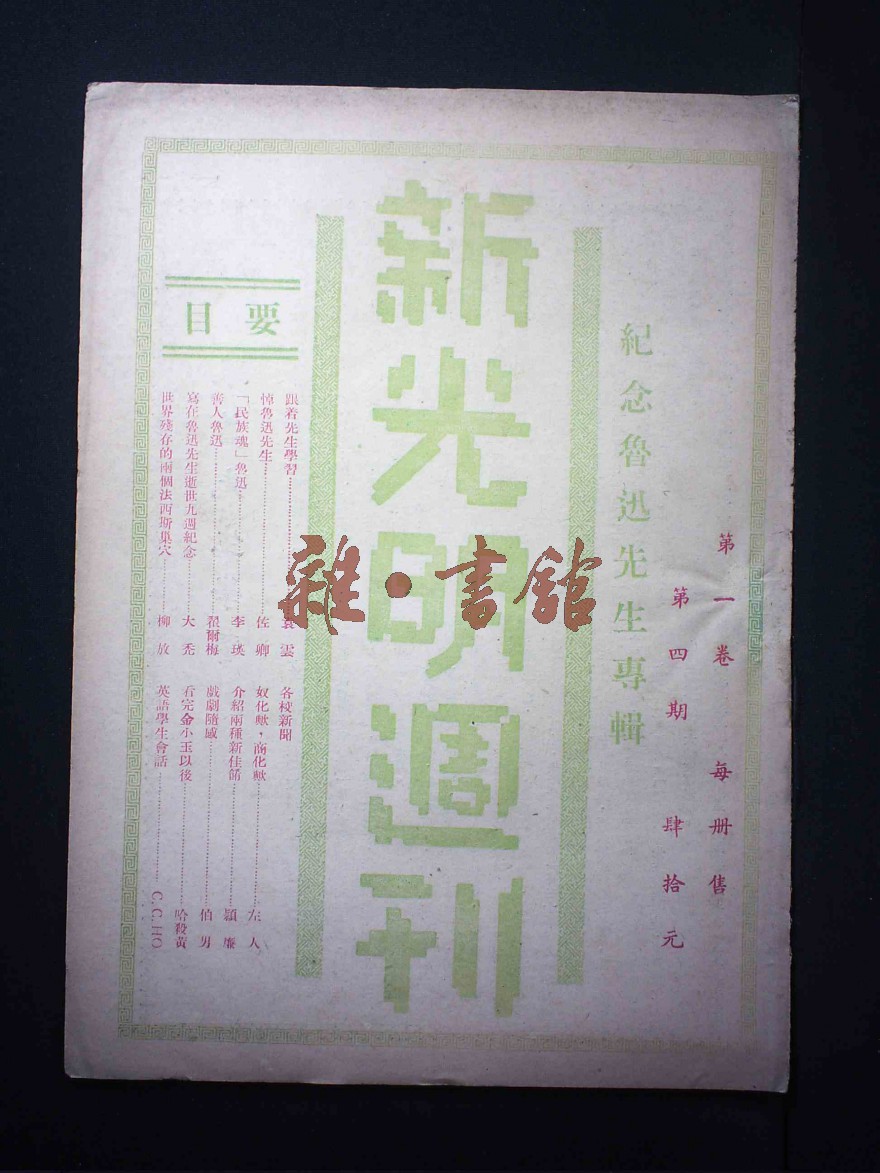 第一卷 每册售
第四期 肆拾元
紀念魯迅先生專輯
新光明週刊
要目
跟着先生學習 袁雲
悼魯迅先生 佐卿
「民族魂」魯迅 李瑛
善人魯迅 翟爾梅
寫在魯迅先生逝世九週紀念 大禿
世界殘存的兩個法西斯巢穴 柳放
各校新聞
奴化歟·商化歟 左人
介紹兩種新佳笛 穎廉
戲劇隨感 伯男
看完金小玉以後 哈殺黃
英語學生會話 C.C.HO
雜·書館